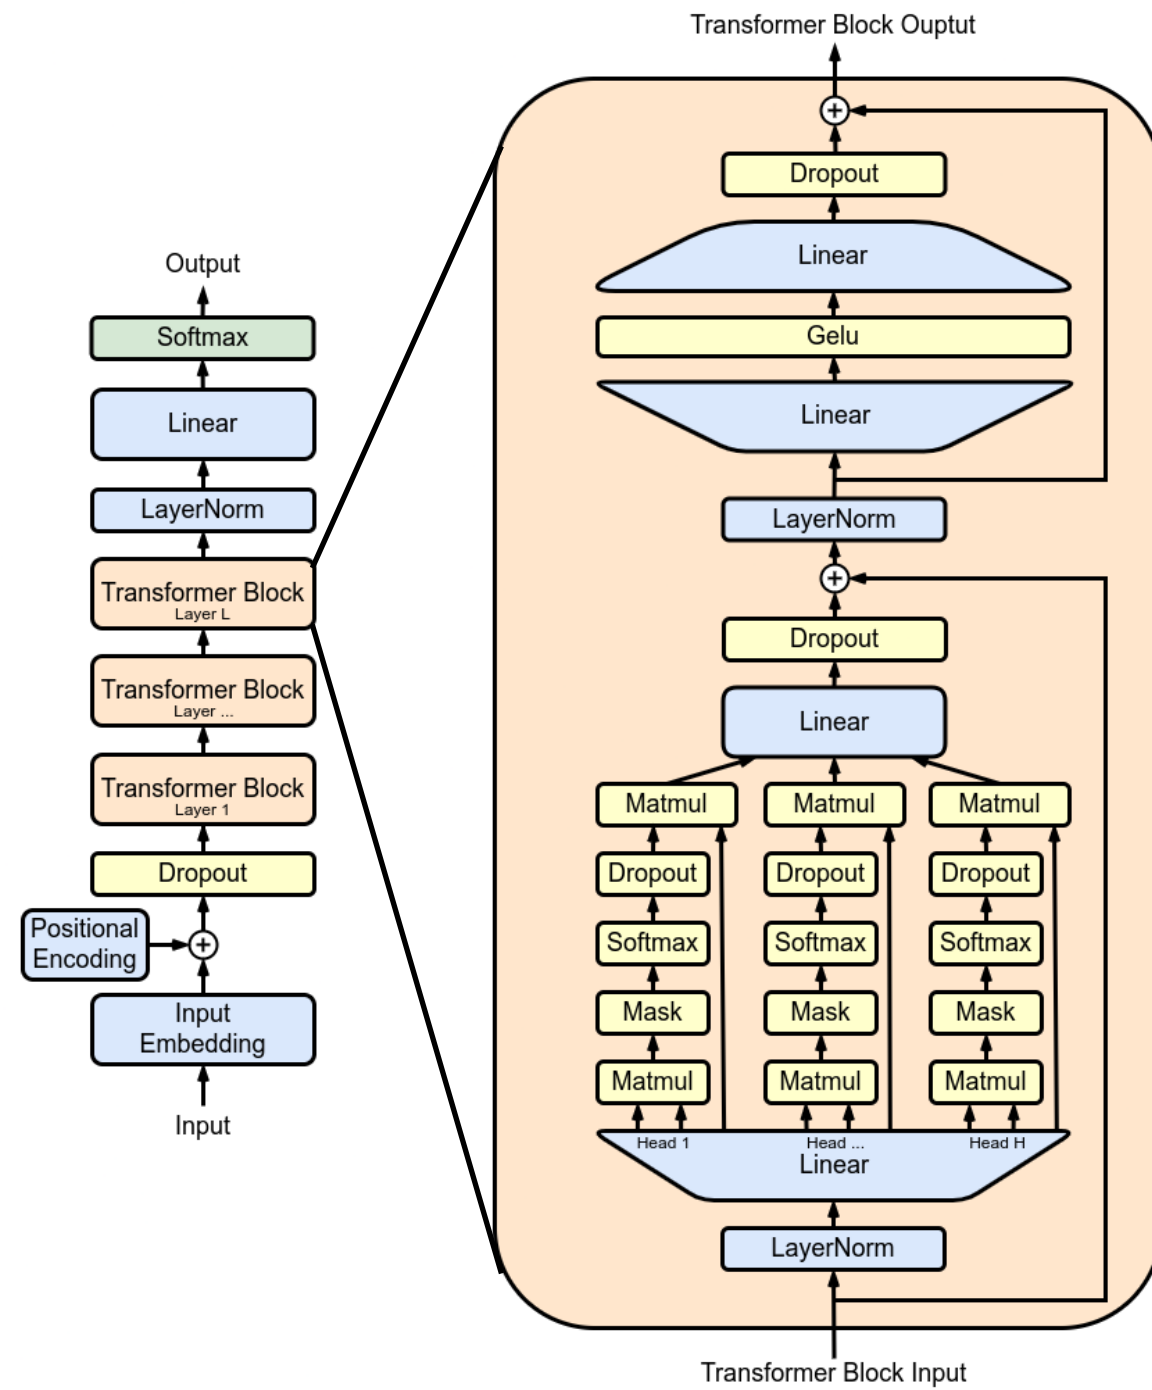 Output
Softmax
Linear
LayerNorm
Transformer Block
Layer L
Transformer Block
Layer ...
Transformer Block
Layer 1
Dropout
Positional
Encoding
+
Input
Embedding
Input
Transformer Block Ouptut
+
Dropout
Linear
Gelu
Linear
LayerNorm
+
Dropout
Linear
Matmul Matmul Matmul
Dropout Dropout Dropout
Softmax Softmax Softmax
Mask Mask Mask
Matmul Matmul Matmul
Head 1 Head ... Head H
Linear
LayerNorm
Transformer Block Input